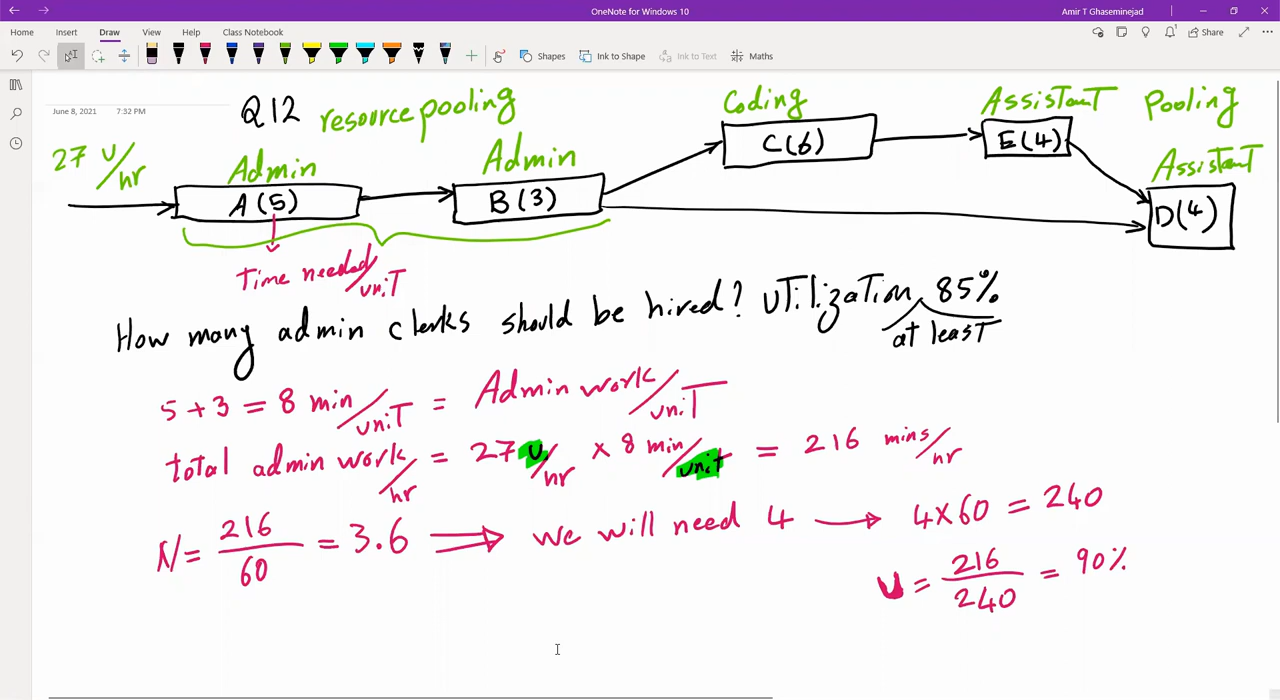 OneNote for Windows 10
Amir T Ghaseminejad
Home Insert Draw View Help Class Notebook
Share
Shapes Ink to Shape Ink to Text Maths
June 8, 2021 7:32 PM
Q12 resource pooling
Coding
Assistant Pooling
27 u/hr
Admin
Admin
Assistant
A(5)
B(3)
C(6)
E(4)
D(4)
Time needed/unit
How many admin clerks should be hired? Utilization 85%
at least
5+3 = 8 min/unit = Admin work/unit
total admin work/hr = 27 u/hr × 8 min/unit = 216 mins/hr
N = 216/60 = 3.6 ⟹ we will need 4 → 4×60 = 240
U = 216/240 = 90%